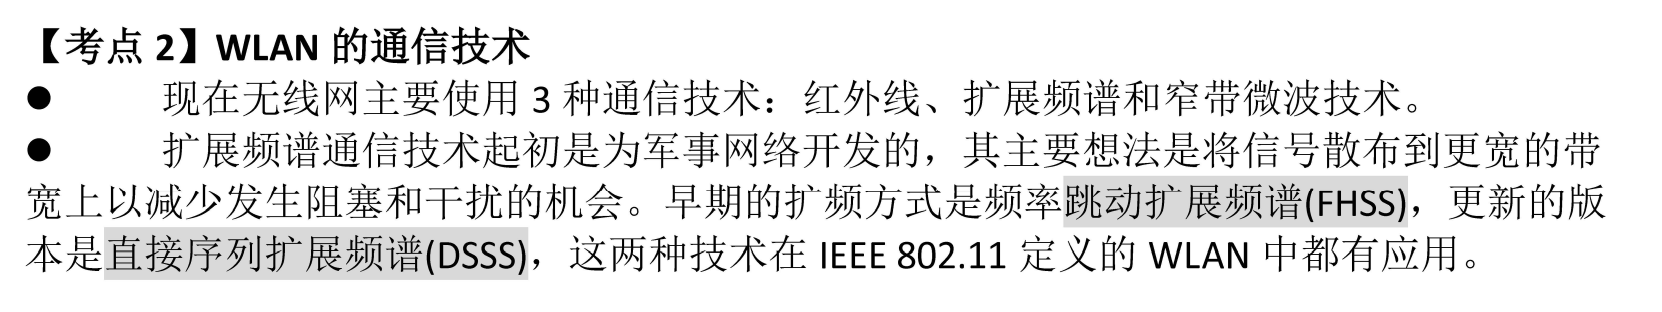 【考点 2】WLAN 的通信技术
● 现在无线网主要使用 3 种通信技术：红外线、扩展频谱和窄带微波技术。
● 扩展频谱通信技术起初是为军事网络开发的，其主要想法是将信号散布到更宽的带
宽上以减少发生阻塞和干扰的机会。早期的扩频方式是频率跳动扩展频谱(FHSS)，更新的版
本是直接序列扩展频谱(DSSS)，这两种技术在 IEEE 802.11 定义的 WLAN 中都有应用。